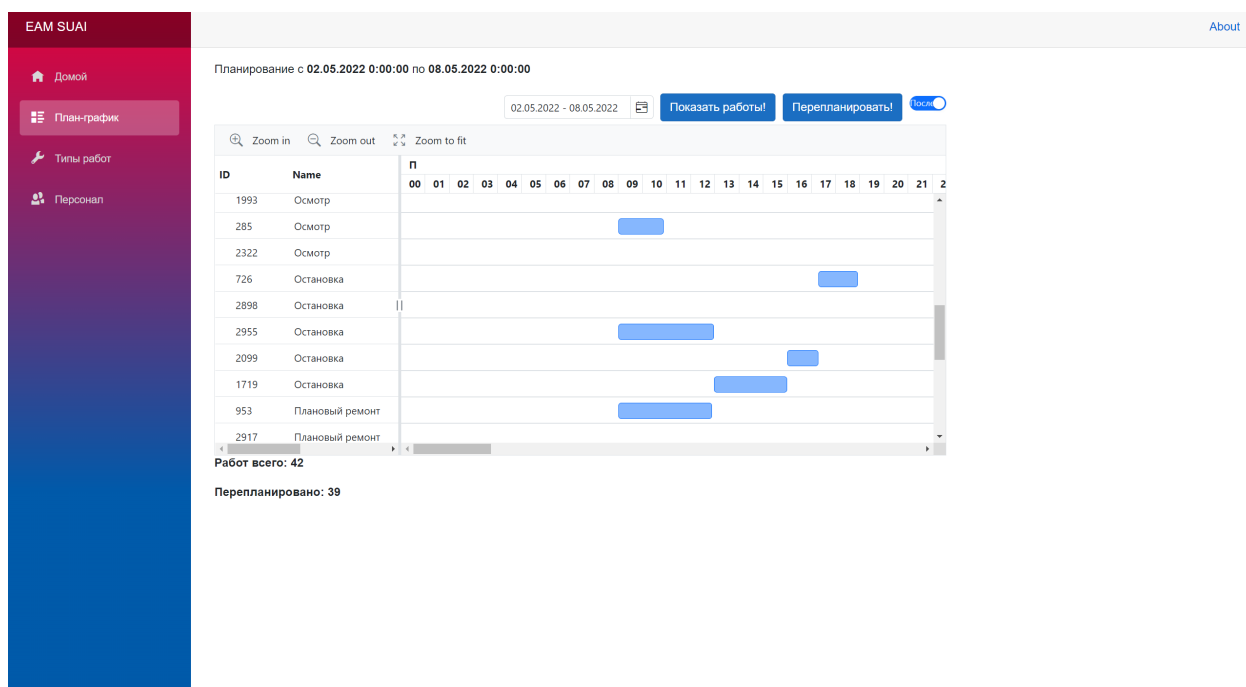 EAM SUAI
About
Домой
План-график
Типы работ
Персонал
Планирование с 02.05.2022 0:00:00 по 08.05.2022 0:00:00
02.05.2022 - 08.05.2022 Показать работы! Перепланировать! После
Zoom in Zoom out Zoom to fit
ID Name П
00 01 02 03 04 05 06 07 08 09 10 11 12 13 14 15 16 17 18 19 20 21 2
1993 Осмотр
285 Осмотр
2322 Осмотр
726 Остановка
2898 Остановка
2955 Остановка
2099 Остановка
1719 Остановка
953 Плановый ремонт
2917 Плановый ремонт
Работ всего: 42
Перепланировано: 39